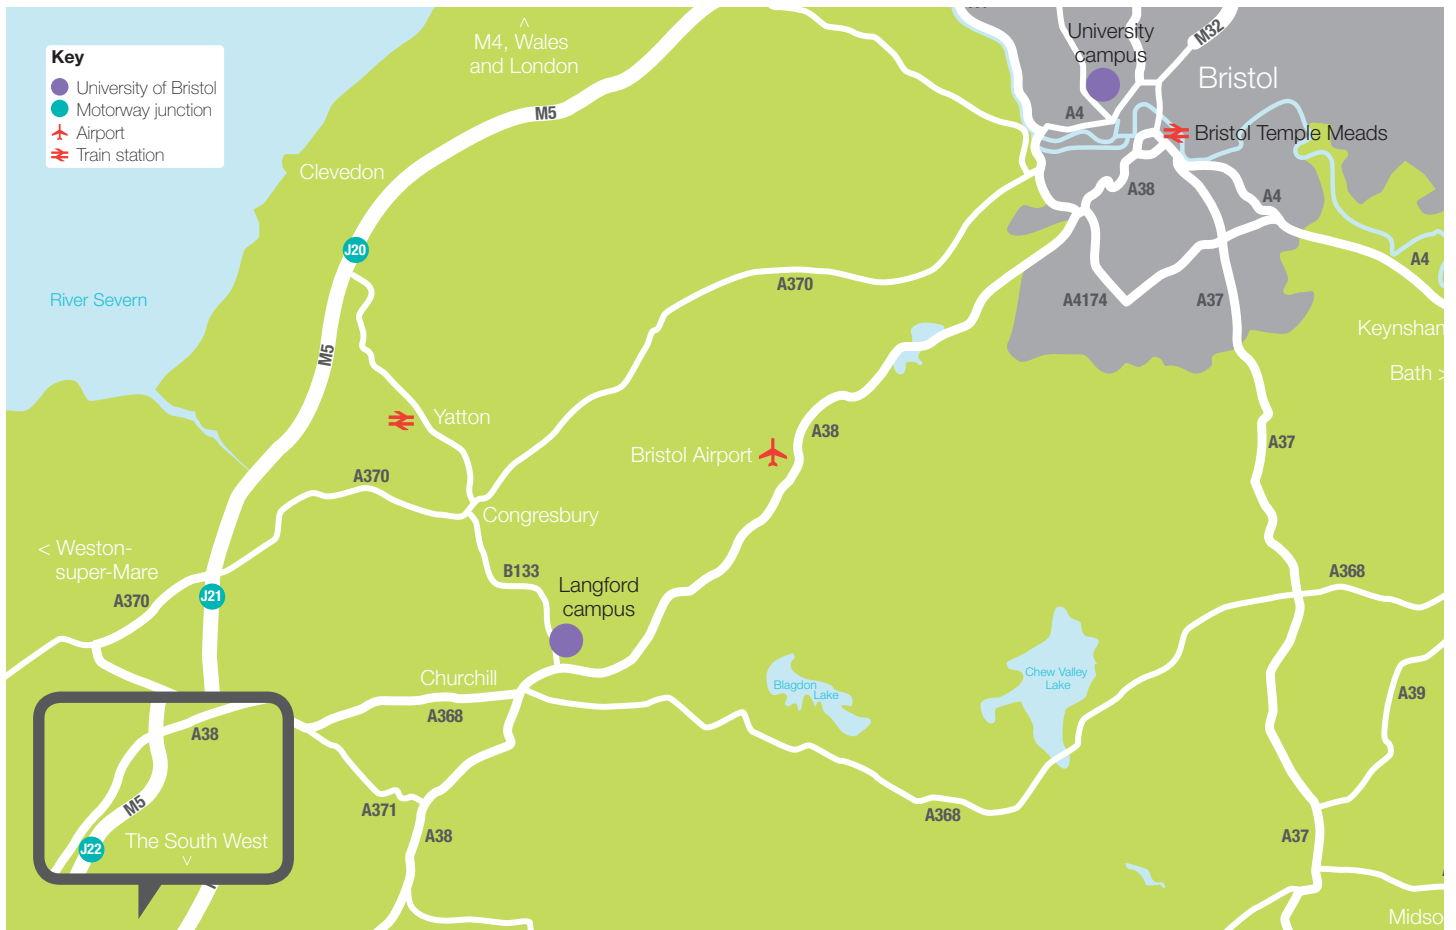 Key
University of Bristol
Motorway junction
Airport
Train station
M4, Wales
and London
University
campus
M32
Bristol
M5
A4
Bristol Temple Meads
Clevedon
A38
A4
J20
A4
River Severn
A370
A4174
A37
Keynsham
M5
Bath >
Yatton
A38
A37
Bristol Airport
A370
Congresbury
< Weston-
super-Mare
B133
A368
Langford
campus
A370
J21
Churchill
Blagdon
Lake
Chew Valley
Lake
A39
A368
A38
M5
A371
A368
A38
A37
The South West
J22
Midso